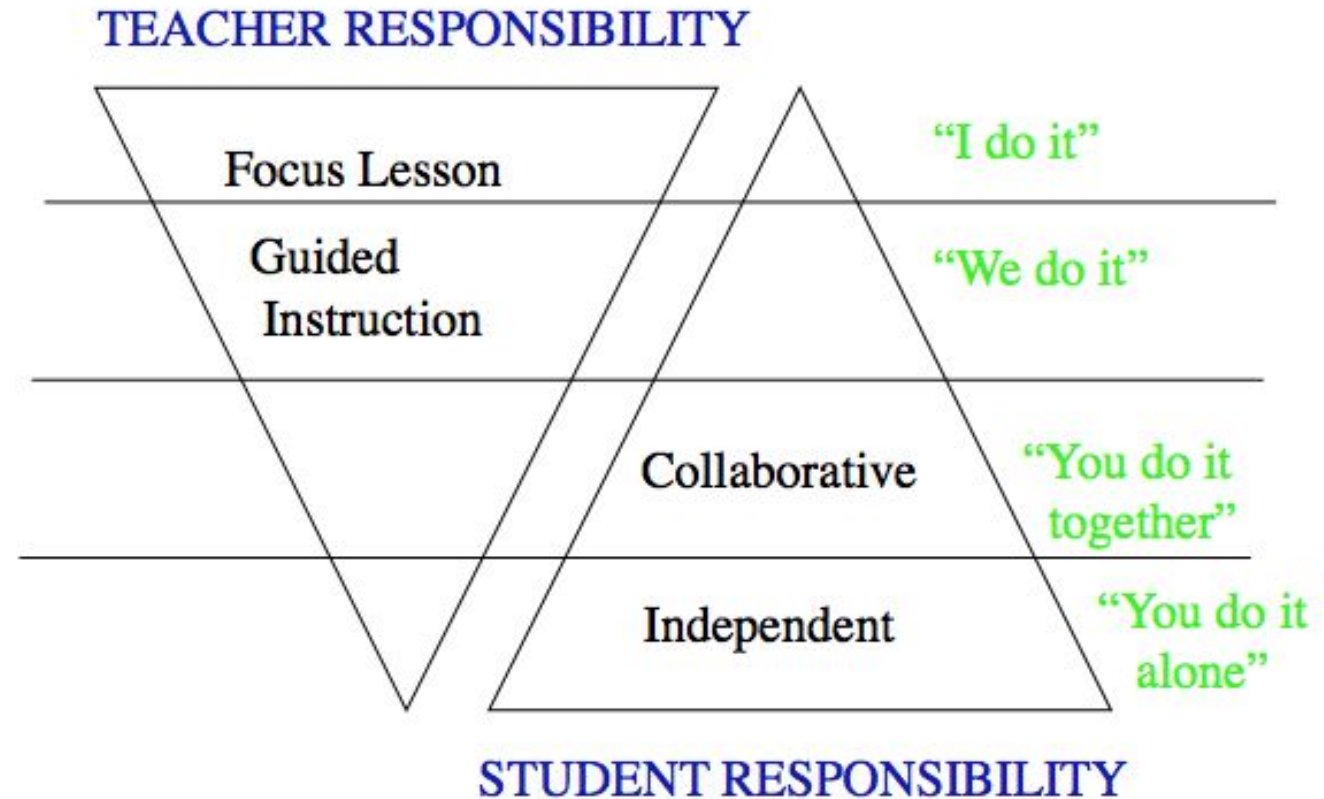 TEACHER RESPONSIBILITY
Focus Lesson
“I do it”
Guided
Instruction
“We do it”
Collaborative
“You do it
together”
Independent
“You do it
alone”
STUDENT RESPONSIBILITY